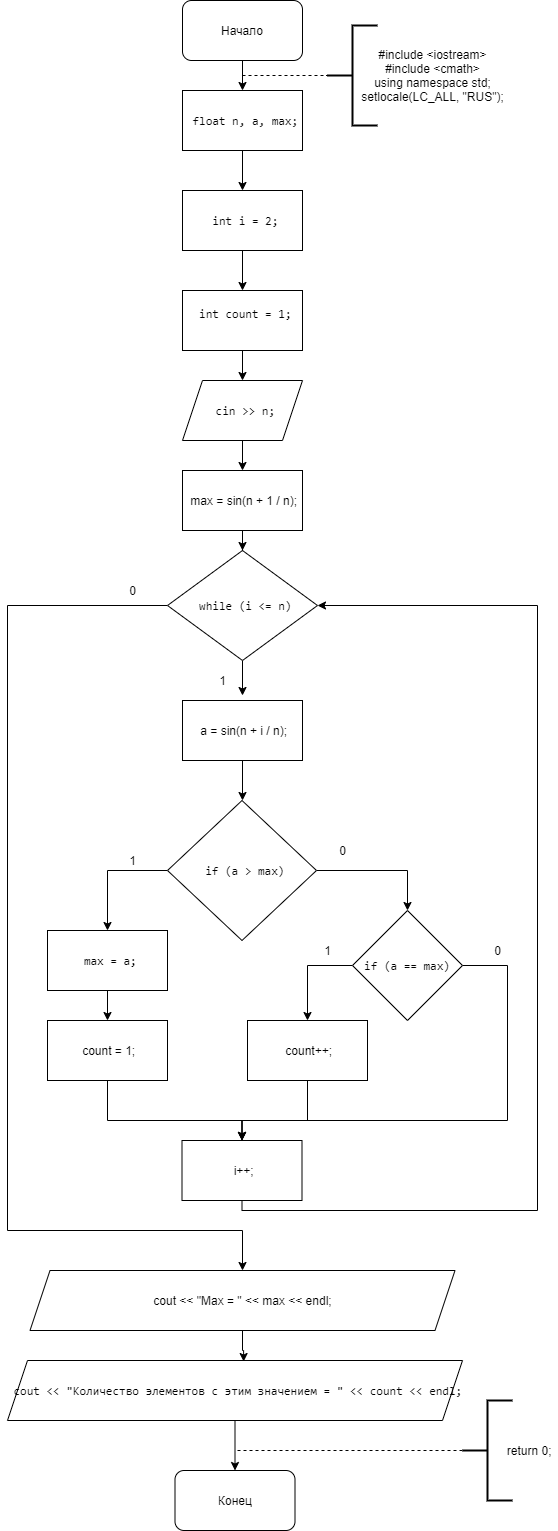 Начало
#include <iostream>
#include <cmath>
using namespace std;
setlocale(LC_ALL, "RUS");
float n, a, max;
int i = 2;
int count = 1;
cin >> n;
max = sin(n + 1 / n);
0
while (i <= n)
1
a = sin(n + i / n);
1
if (a > max)
0
max = a;
1
if (a == max)
0
count = 1;
count++;
i++;
cout << "Max = " << max << endl;
cout << "Количество элементов с этим значением = " << count << endl;
return 0;
Конец